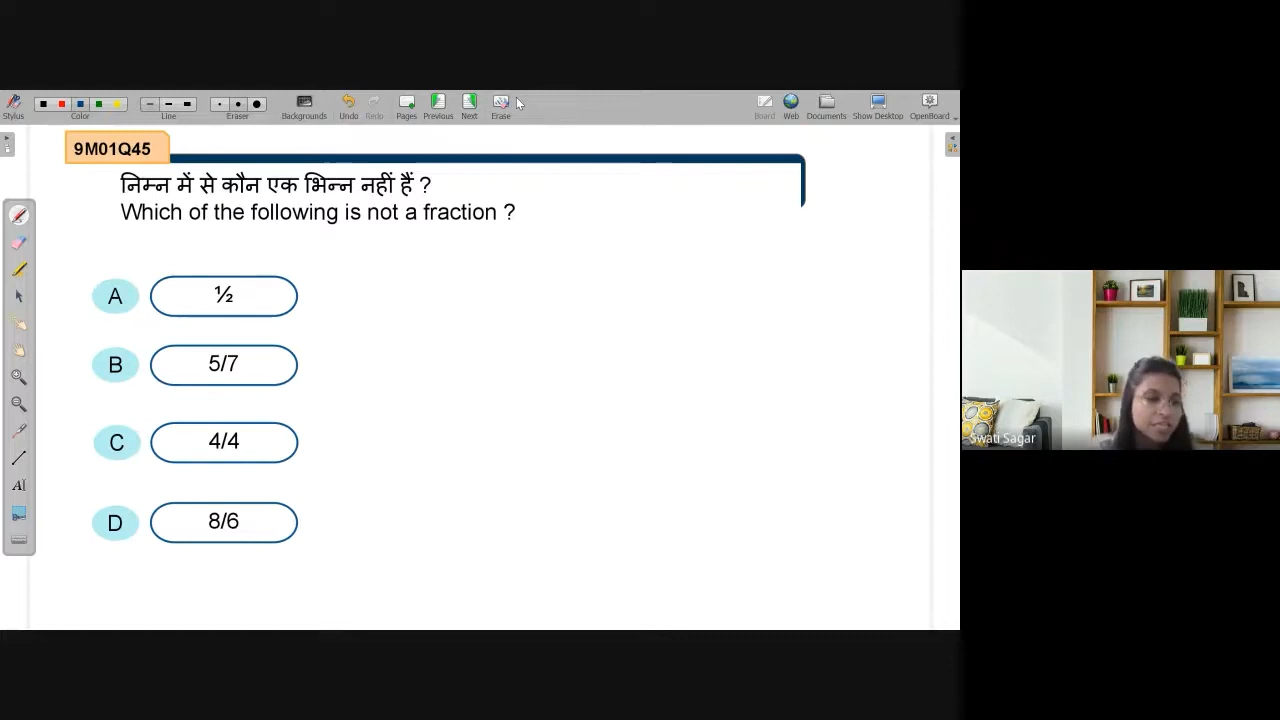 Stylus
Color
Line
Eraser
Backgrounds
Undo
Redo
Pages
Previous
Next
Erase
Board
Web
Documents
Show Desktop
OpenBoard
9M01Q45
निम्न में से कौन एक भिन्न नहीं हैं ?
Which of the following is not a fraction ?
A ½
B 5/7
C 4/4
D 8/6
Swati Sagar